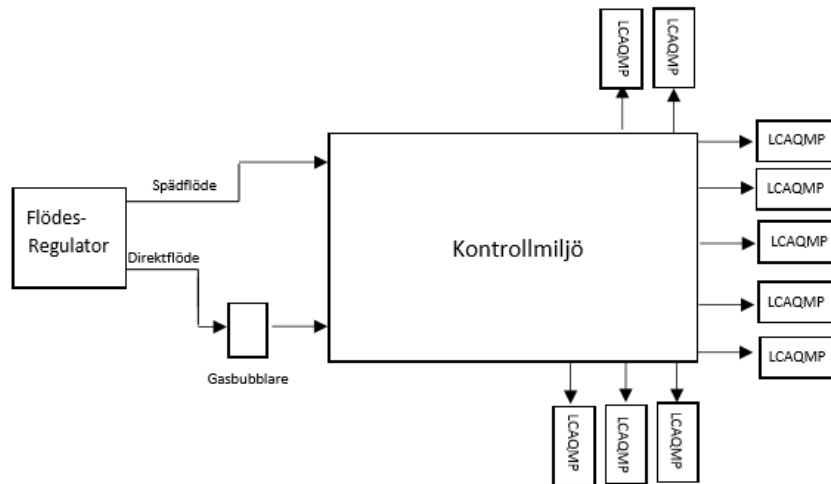 LCAQMP
LCAQMP
LCAQMP
LCAQMP
Spädflöde
Flödes-
Regulator
LCAQMP
Kontrollmiljö
Direktflöde
LCAQMP
LCAQMP
Gasbubblare
LCAQMP
LCAQMP
LCAQMP